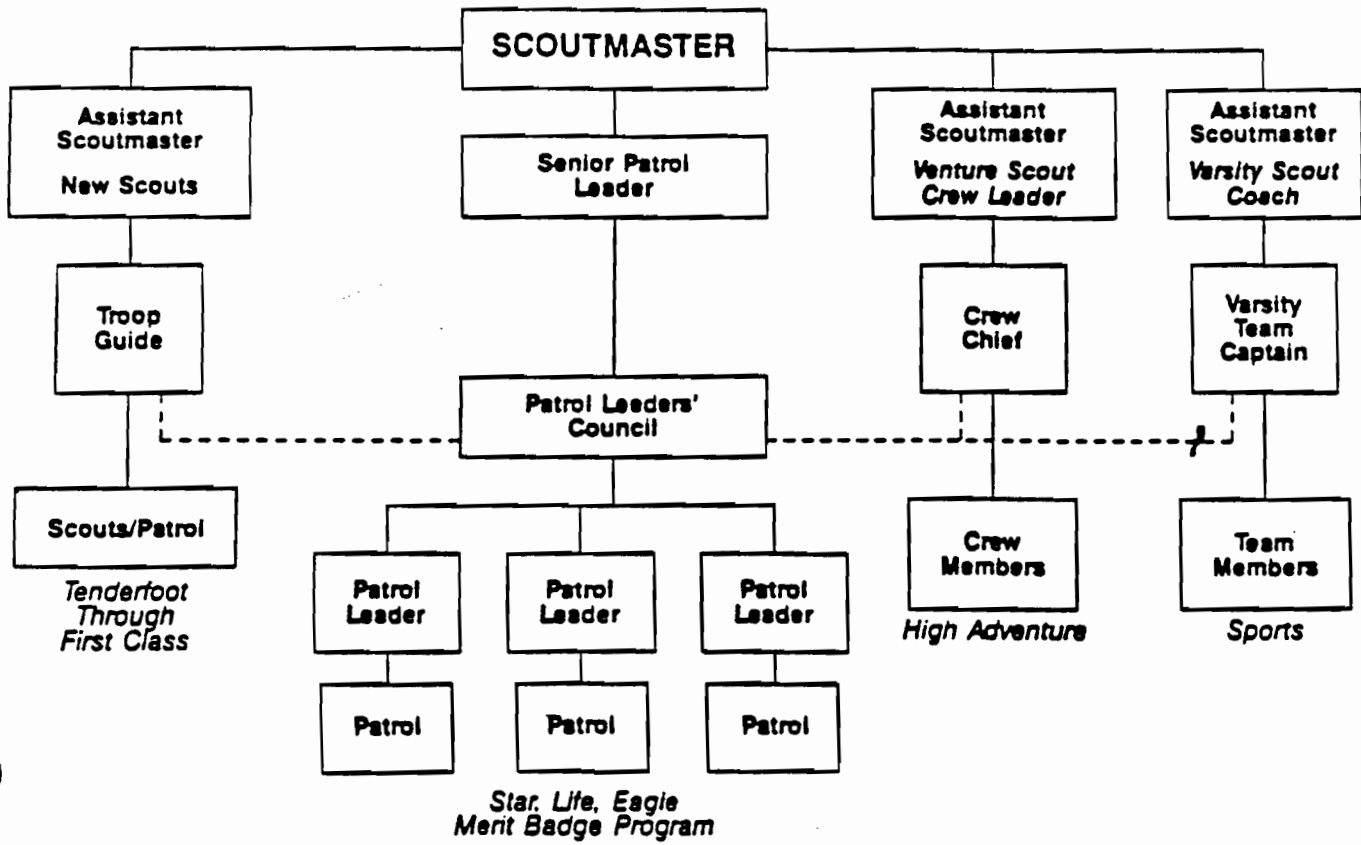 SCOUTMASTER
Assistant
Scoutmaster
New Scouts
Senior Patrol
Leader
Assistant
Scoutmaster
Venture Scout
Crew Leader
Assistant
Scoutmaster
Varsity Scout
Coach
Troop
Guide
Crew
Chief
Varsity
Team
Captain
Patrol Leaders'
Council
Scouts/Patrol
Tenderfoot
Through
First Class
Patrol
Leader
Patrol
Leader
Patrol
Leader
Crew
Members
High Adventure
Team
Members
Sports
Patrol
Patrol
Patrol
Star, Life, Eagle
Merit Badge Program